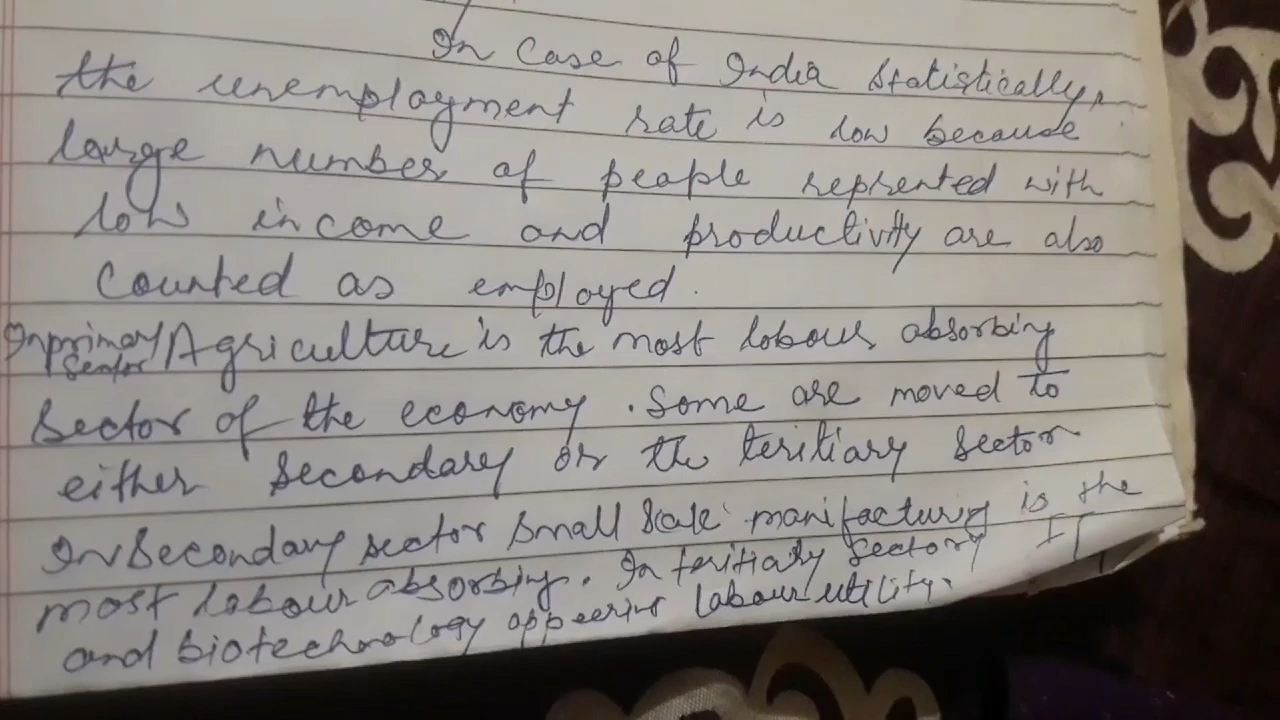 In Case of India Statistically,
the unemployment rate is low because
large number of people reprented with
low income and productivity are also
counted as employed.
In primary sector Agriculture is the most labour absorbing
Sector of the economy. Some are moved to
either secondary or the teritiary sector
In Secondary sector small scale manifacturing is the
most labour absorbing. In teritiary sector IT
and biotechnology appeering labour utility.